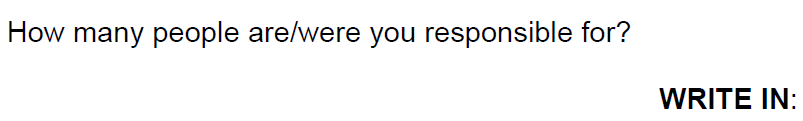 How many people are/were you responsible for?
WRITE IN: